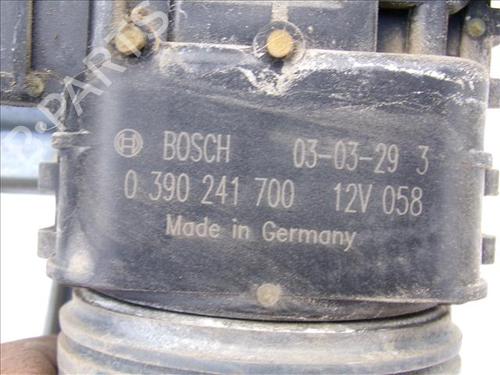 BOSCH 03-03-29 3
0 390 241 700 12V 058
Made in Germany